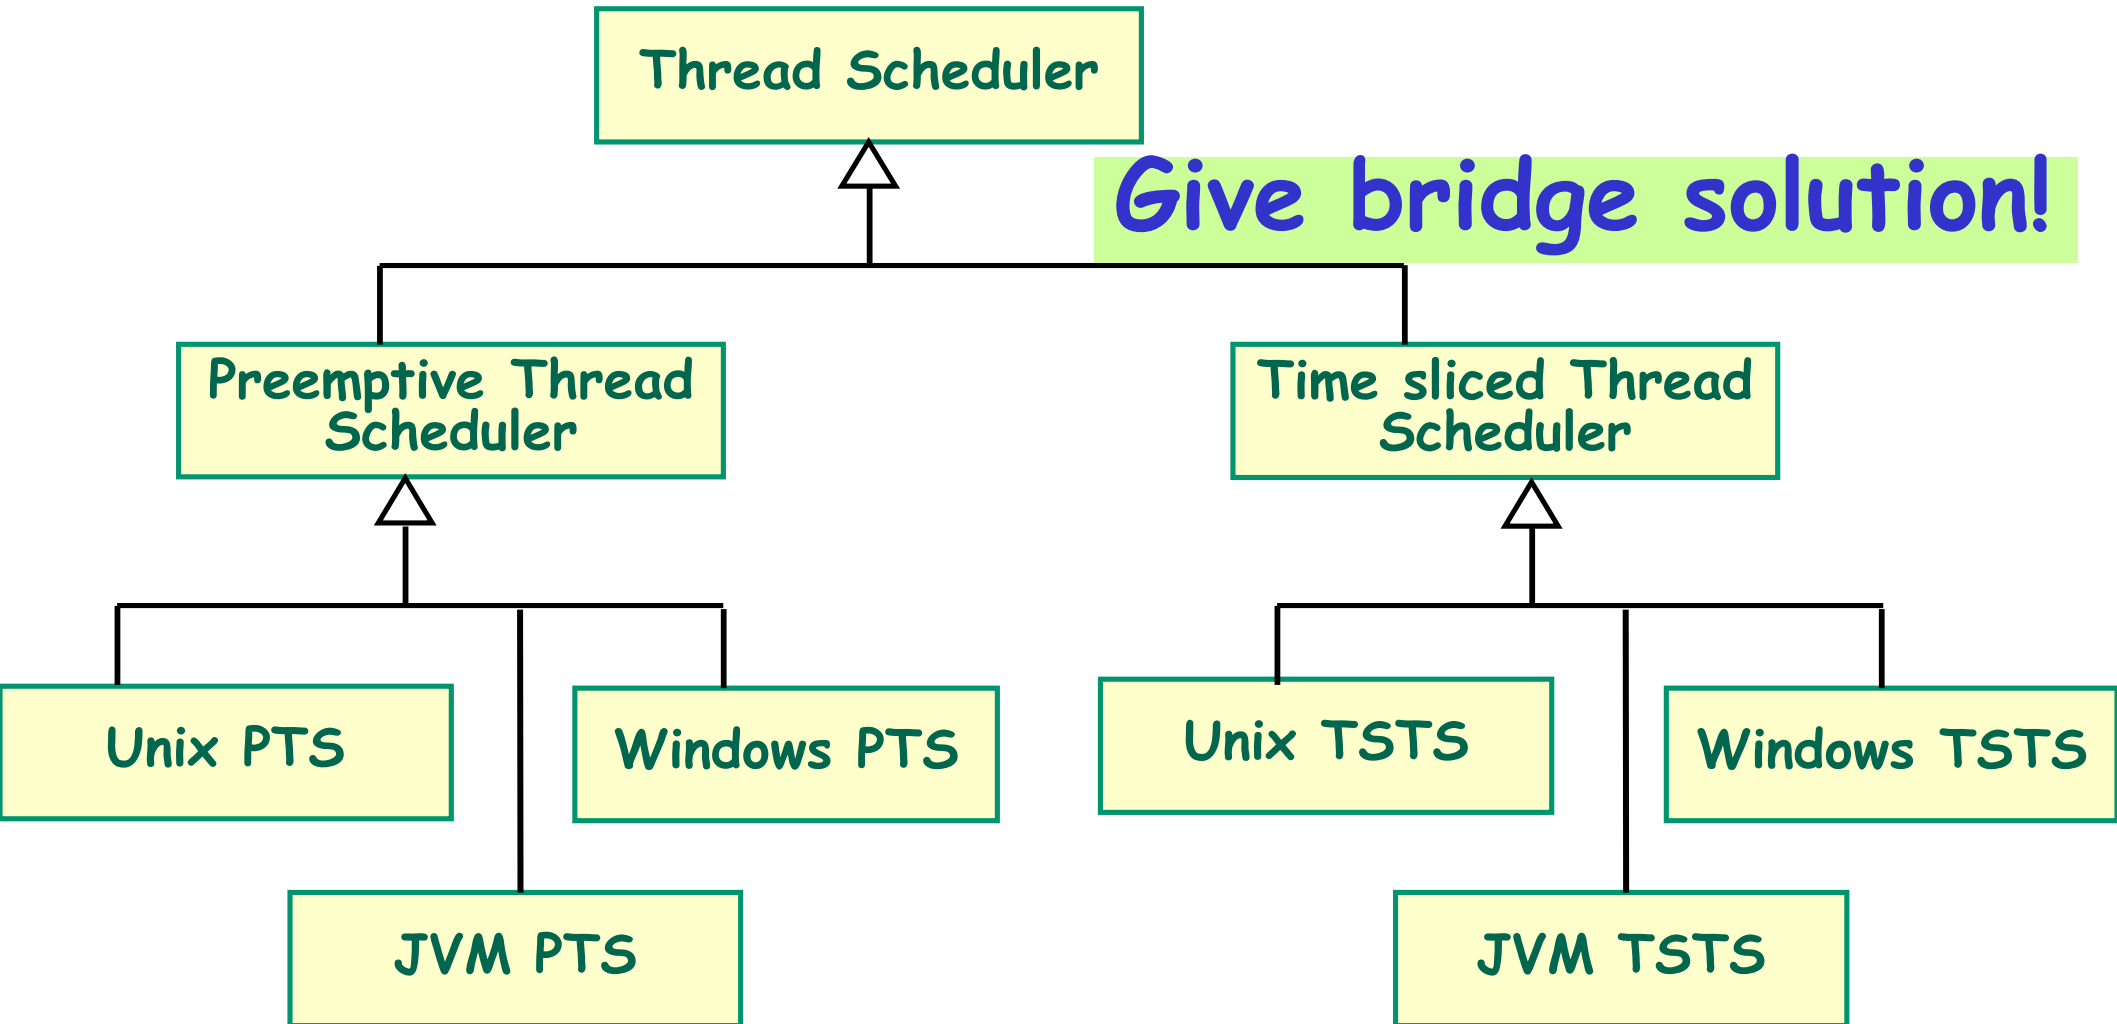 Thread Scheduler
Give bridge solution!
Preemptive Thread
Scheduler
Time sliced Thread
Scheduler
Unix PTS
Windows PTS
Unix TSTS
Windows TSTS
JVM PTS
JVM TSTS